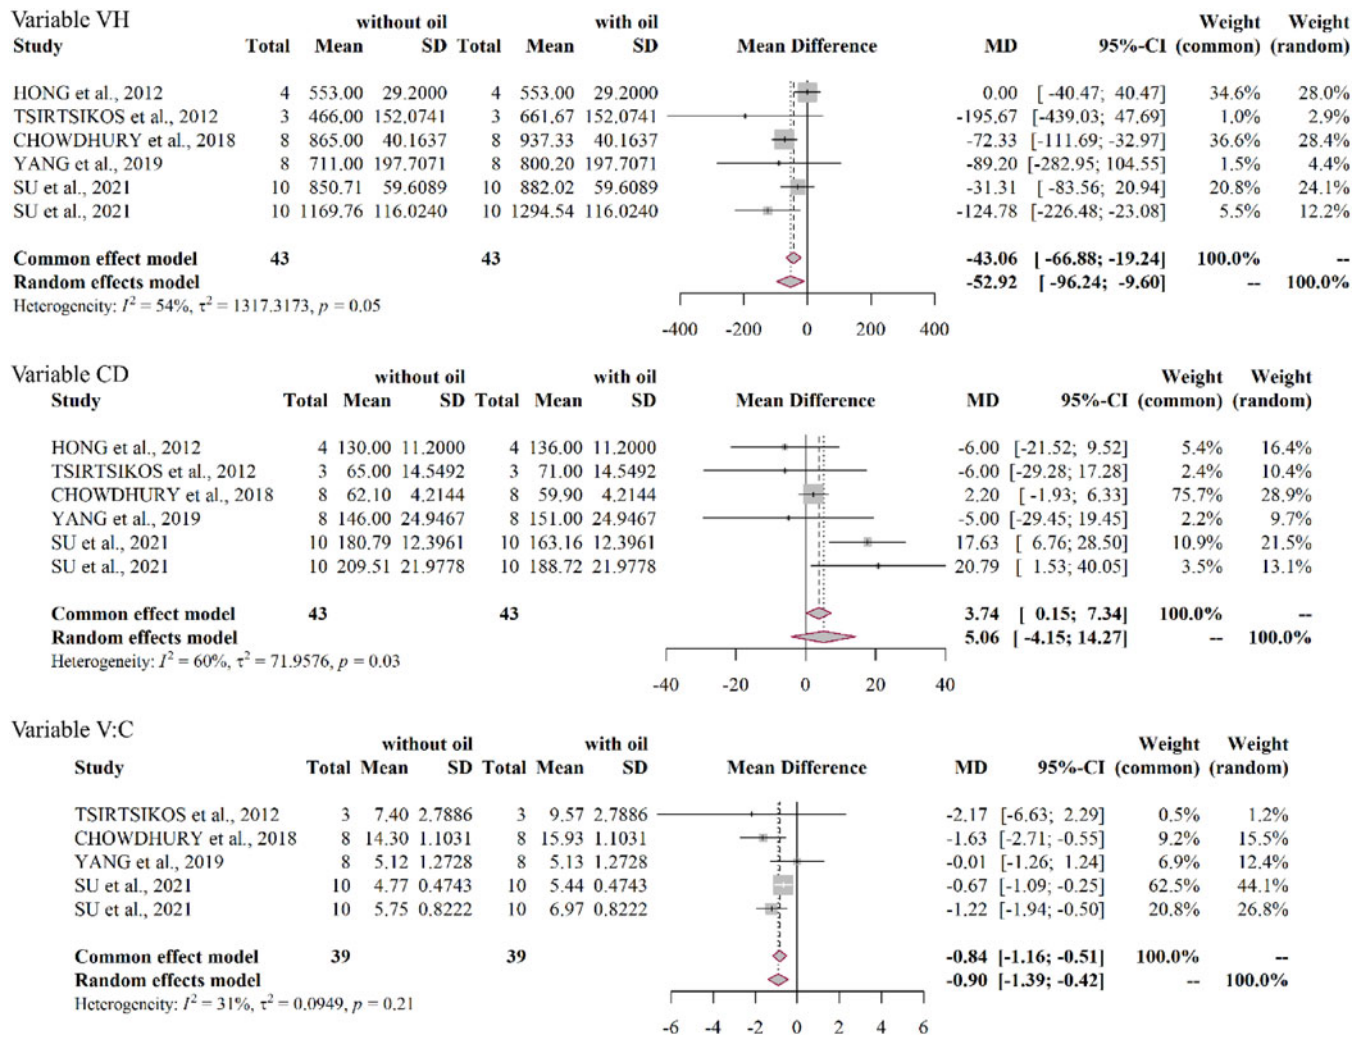 Variable VH without oil with oil Weight Weight
Study Total Mean SD Total Mean SD Mean Difference MD 95%-CI (common) (random)
HONG et al., 2012 4 553.00 29.2000 4 553.00 29.2000 0.00 [ -40.47; 40.47] 34.6% 28.0%
TSIRTSIKOS et al., 2012 3 466.00 152.0741 3 661.67 152.0741 -195.67 [-439.03; 47.69] 1.0% 2.9%
CHOWDHURY et al., 2018 8 865.00 40.1637 8 937.33 40.1637 -72.33 [-111.69; -32.97] 36.6% 28.4%
YANG et al., 2019 8 711.00 197.7071 8 800.20 197.7071 -89.20 [-282.95; 104.55] 1.5% 4.4%
SU et al., 2021 10 850.71 59.6089 10 882.02 59.6089 -31.31 [ -83.56; 20.94] 20.8% 24.1%
SU et al., 2021 10 1169.76 116.0240 10 1294.54 116.0240 -124.78 [-226.48; -23.08] 5.5% 12.2%
Common effect model 43 43 -43.06 [ -66.88; -19.24] 100.0% --
Random effects model -52.92 [ -96.24; -9.60] -- 100.0%
Heterogeneity: I² = 54%, τ² = 1317.3173, p = 0.05
-400 -200 0 200 400
Variable CD without oil with oil Weight Weight
Study Total Mean SD Total Mean SD Mean Difference MD 95%-CI (common) (random)
HONG et al., 2012 4 130.00 11.2000 4 136.00 11.2000 -6.00 [-21.52; 9.52] 5.4% 16.4%
TSIRTSIKOS et al., 2012 3 65.00 14.5492 3 71.00 14.5492 -6.00 [-29.28; 17.28] 2.4% 10.4%
CHOWDHURY et al., 2018 8 62.10 4.2144 8 59.90 4.2144 2.20 [ -1.93; 6.33] 75.7% 28.9%
YANG et al., 2019 8 146.00 24.9467 8 151.00 24.9467 -5.00 [-29.45; 19.45] 2.2% 9.7%
SU et al., 2021 10 180.79 12.3961 10 163.16 12.3961 17.63 [ 6.76; 28.50] 10.9% 21.5%
SU et al., 2021 10 209.51 21.9778 10 188.72 21.9778 20.79 [ 1.53; 40.05] 3.5% 13.1%
Common effect model 43 43 3.74 [ 0.15; 7.34] 100.0% --
Random effects model 5.06 [ -4.15; 14.27] -- 100.0%
Heterogeneity: I² = 60%, τ² = 71.9576, p = 0.03
-40 -20 0 20 40
Variable V:C without oil with oil Weight Weight
Study Total Mean SD Total Mean SD Mean Difference MD 95%-CI (common) (random)
TSIRTSIKOS et al., 2012 3 7.40 2.7886 3 9.57 2.7886 -2.17 [-6.63; 2.29] 0.5% 1.2%
CHOWDHURY et al., 2018 8 14.30 1.1031 8 15.93 1.1031 -1.63 [-2.71; -0.55] 9.2% 15.5%
YANG et al., 2019 8 5.12 1.2728 8 5.13 1.2728 -0.01 [-1.26; 1.24] 6.9% 12.4%
SU et al., 2021 10 4.77 0.4743 10 5.44 0.4743 -0.67 [-1.09; -0.25] 62.5% 44.1%
SU et al., 2021 10 5.75 0.8222 10 6.97 0.8222 -1.22 [-1.94; -0.50] 20.8% 26.8%
Common effect model 39 39 -0.84 [-1.16; -0.51] 100.0% --
Random effects model -0.90 [-1.39; -0.42] -- 100.0%
Heterogeneity: I² = 31%, τ² = 0.0949, p = 0.21
-6 -4 -2 0 2 4 6